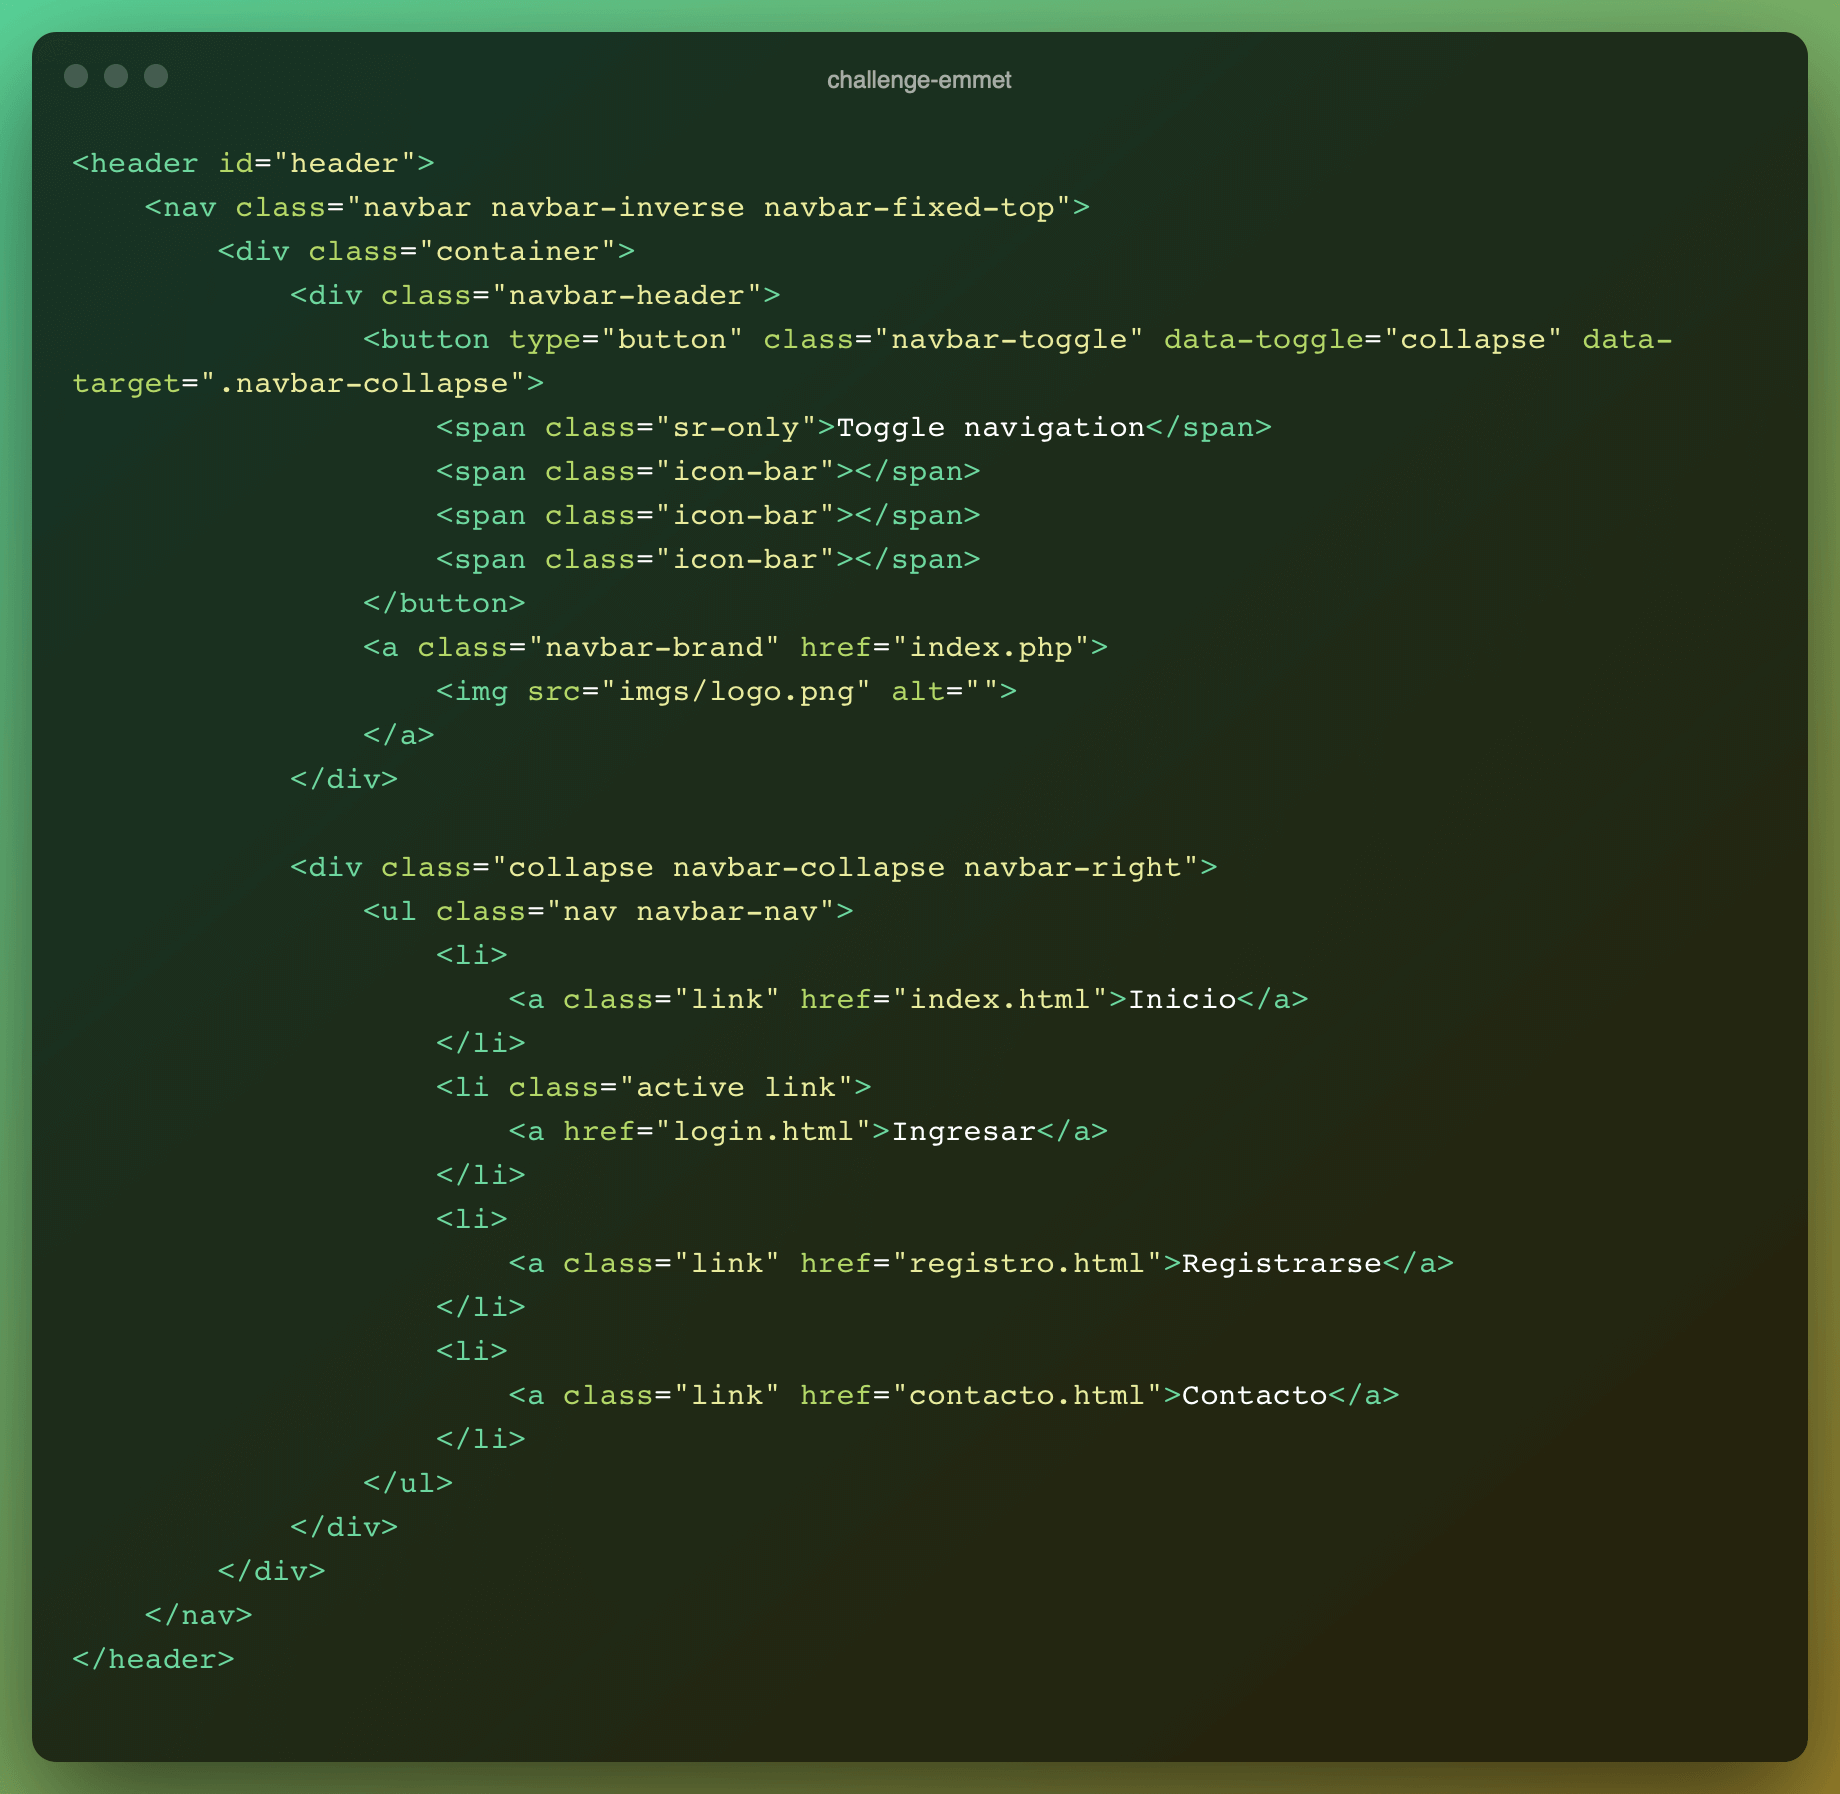 challenge-emmet
<header id="header">
    <nav class="navbar navbar-inverse navbar-fixed-top">
        <div class="container">
            <div class="navbar-header">
                <button type="button" class="navbar-toggle" data-toggle="collapse" data-
target=".navbar-collapse">
                    <span class="sr-only">Toggle navigation</span>
                    <span class="icon-bar"></span>
                    <span class="icon-bar"></span>
                    <span class="icon-bar"></span>
                </button>
                <a class="navbar-brand" href="index.php">
                    <img src="imgs/logo.png" alt="">
                </a>
            </div>

            <div class="collapse navbar-collapse navbar-right">
                <ul class="nav navbar-nav">
                    <li>
                        <a class="link" href="index.html">Inicio</a>
                    </li>
                    <li class="active link">
                        <a href="login.html">Ingresar</a>
                    </li>
                    <li>
                        <a class="link" href="registro.html">Registrarse</a>
                    </li>
                    <li>
                        <a class="link" href="contacto.html">Contacto</a>
                    </li>
                </ul>
            </div>
        </div>
    </nav>
</header>